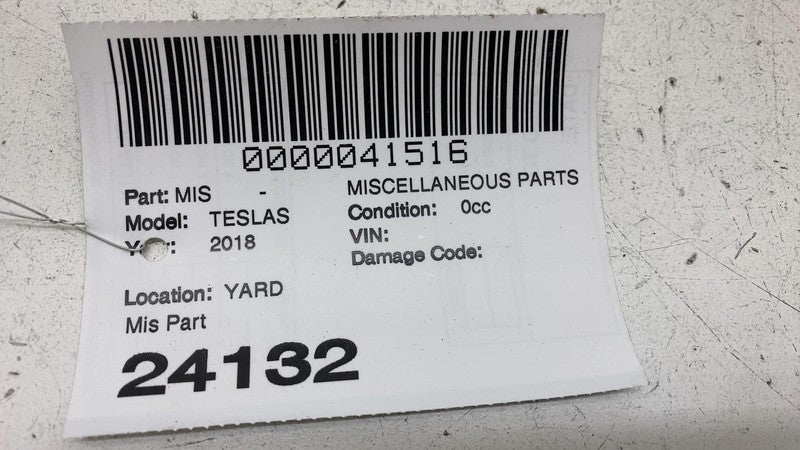 0000041516
Part: MIS - MISCELLANEOUS PARTS
Model: TESLAS Condition: 0cc
2018 VIN:
Damage Code:
Location: YARD
Mis Part
24132